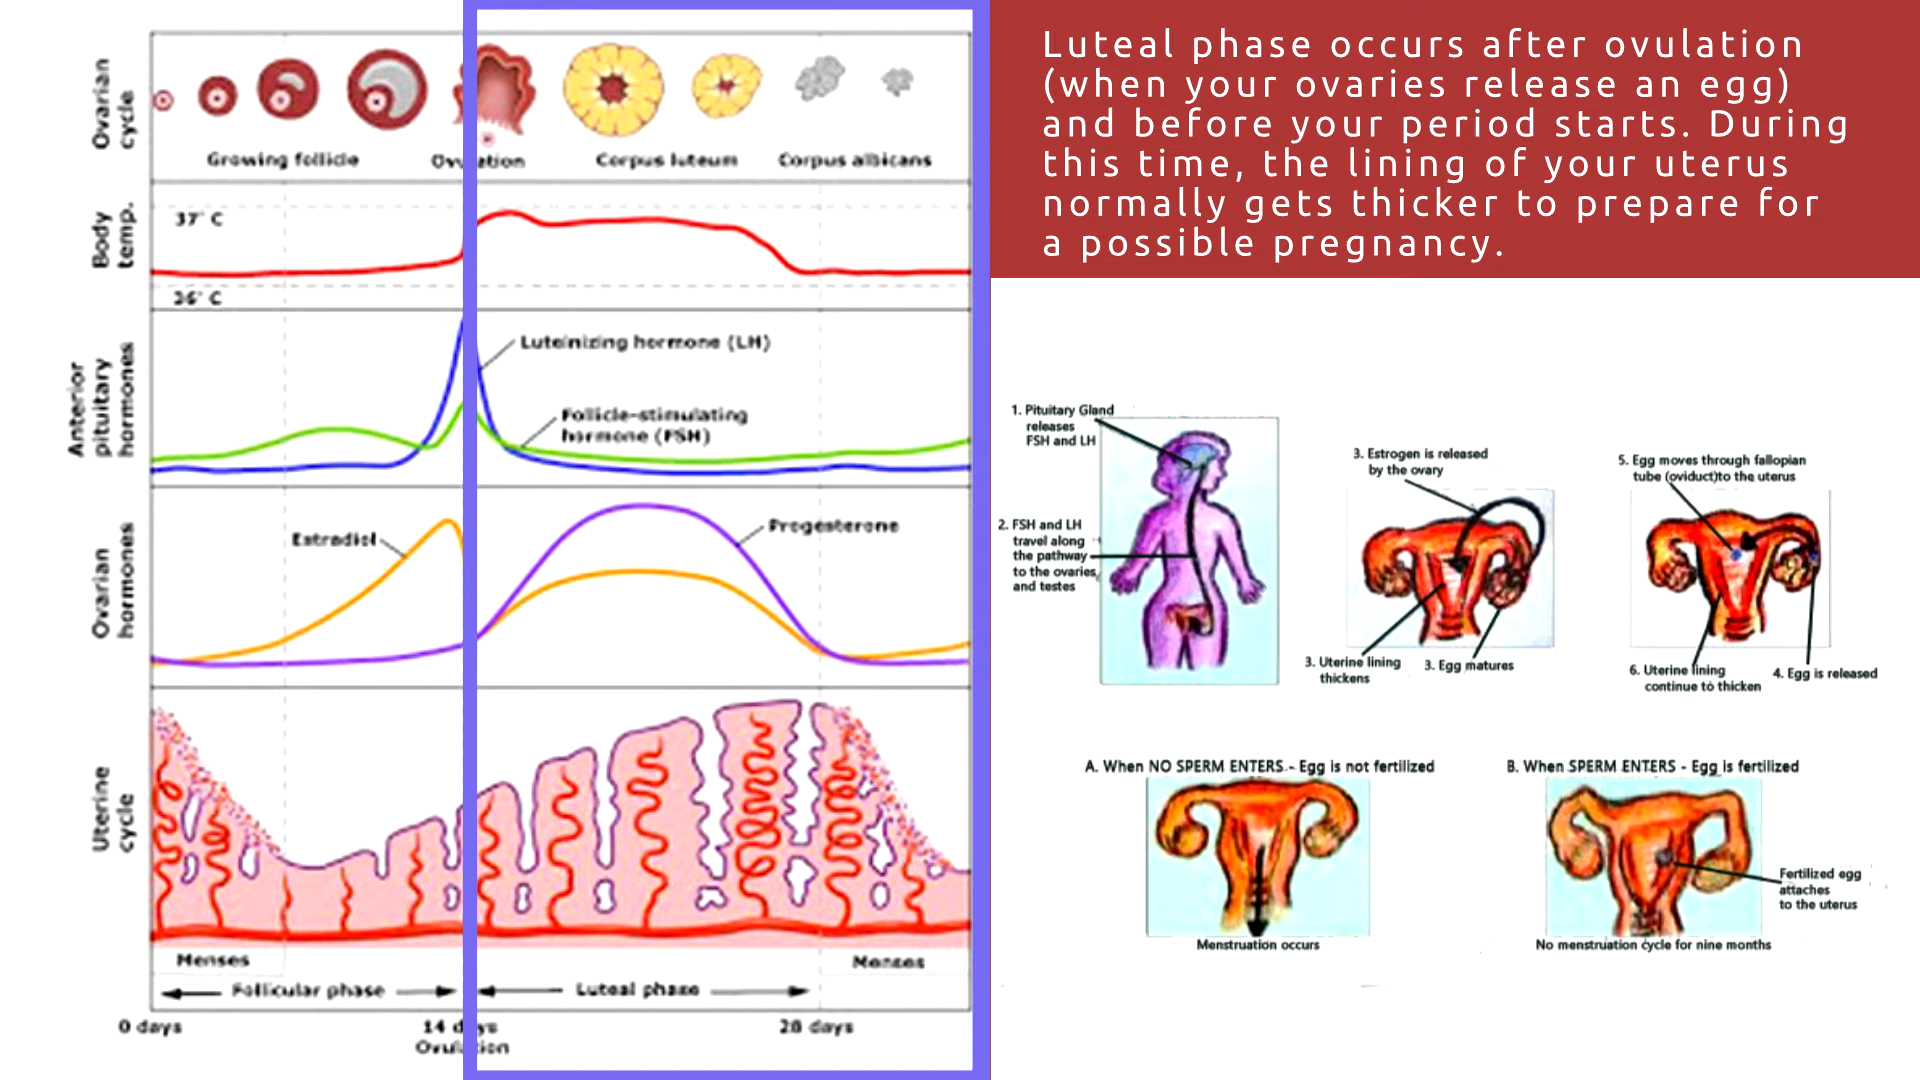 Ovarian
cycle
Growing follicle
Ovulation
Corpus luteum
Corpus albicans
Body
temp.
37° C
36° C
Anterior
pituitary
hormones
Luteinizing hormone (LH)
Follicle-stimulating
hormone (FSH)
Ovarian
hormones
Estradiol
Progesterone
Uterine
cycle
Menses
Menses
Follicular phase
Luteal phase
0 days
14 days
28 days
Ovulation
Luteal phase occurs after ovulation
(when your ovaries release an egg)
and before your period starts. During
this time, the lining of your uterus
normally gets thicker to prepare for
a possible pregnancy.
1. Pituitary Gland
releases
FSH and LH
2. FSH and LH
travel along
the pathway
to the ovaries
and testes
3. Estrogen is released
by the ovary
3. Uterine lining
thickens
3. Egg matures
5. Egg moves through fallopian
tube (oviduct)to the uterus
6. Uterine lining
continue to thicken
4. Egg is released
A. When NO SPERM ENTERS - Egg is not fertilized
Menstruation occurs
B. When SPERM ENTERS - Egg is fertilized
Fertilized egg
attaches
to the uterus
No menstruation cycle for nine months